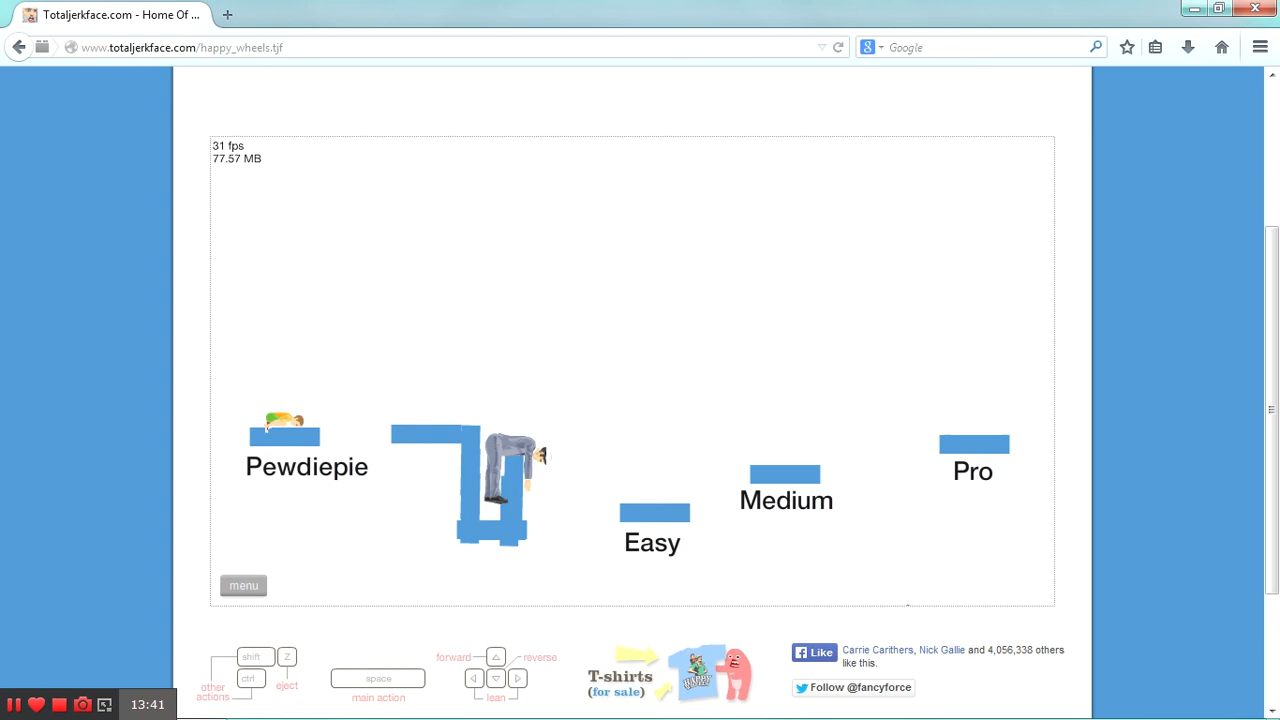 Totaljerkface.com - Home Of ...
www.totaljerkface.com/happy_wheels.tjf
Google
31 fps
77.57 MB
Pewdiepie
Easy
Medium
Pro
menu
shift
Z
ctrl
other
actions
eject
space
main action
forward
reverse
lean
T-shirts
(for sale)
Like
Carrie Carithers, Nick Gallie and 4,056,338 others
like this.
Follow @fancyforce
13:41